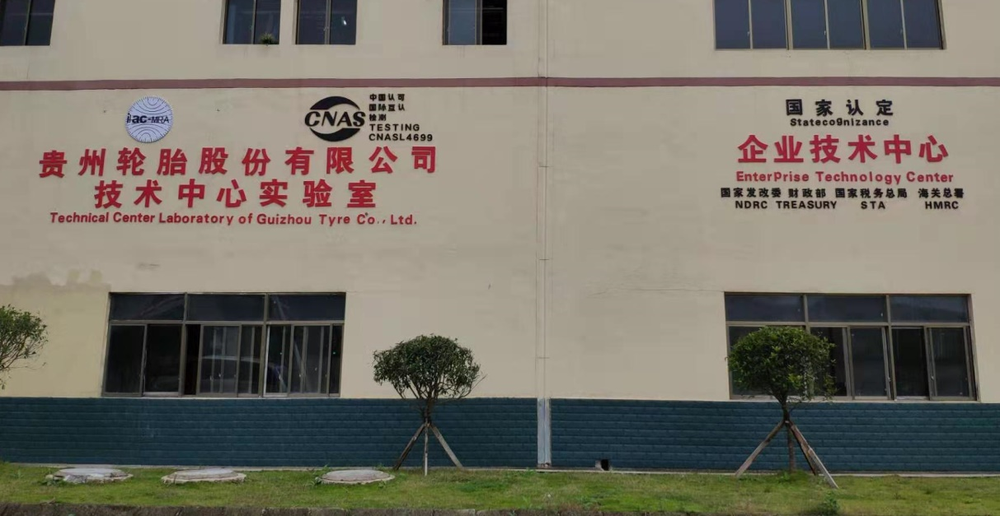 ilac-MRA
CNAS
中国认可
国际互认
检测
TESTING
CNASL4699
贵州轮胎股份有限公司
技术中心实验室
Technical Center Laboratory of Guizhou Tyre Co., Ltd.
国家认定
Statecognizance
企业技术中心
EnterPrise Technology Center
国家发改委 财政部 国家税务总局 海关总署
NDRC TREASURY STA HMRC